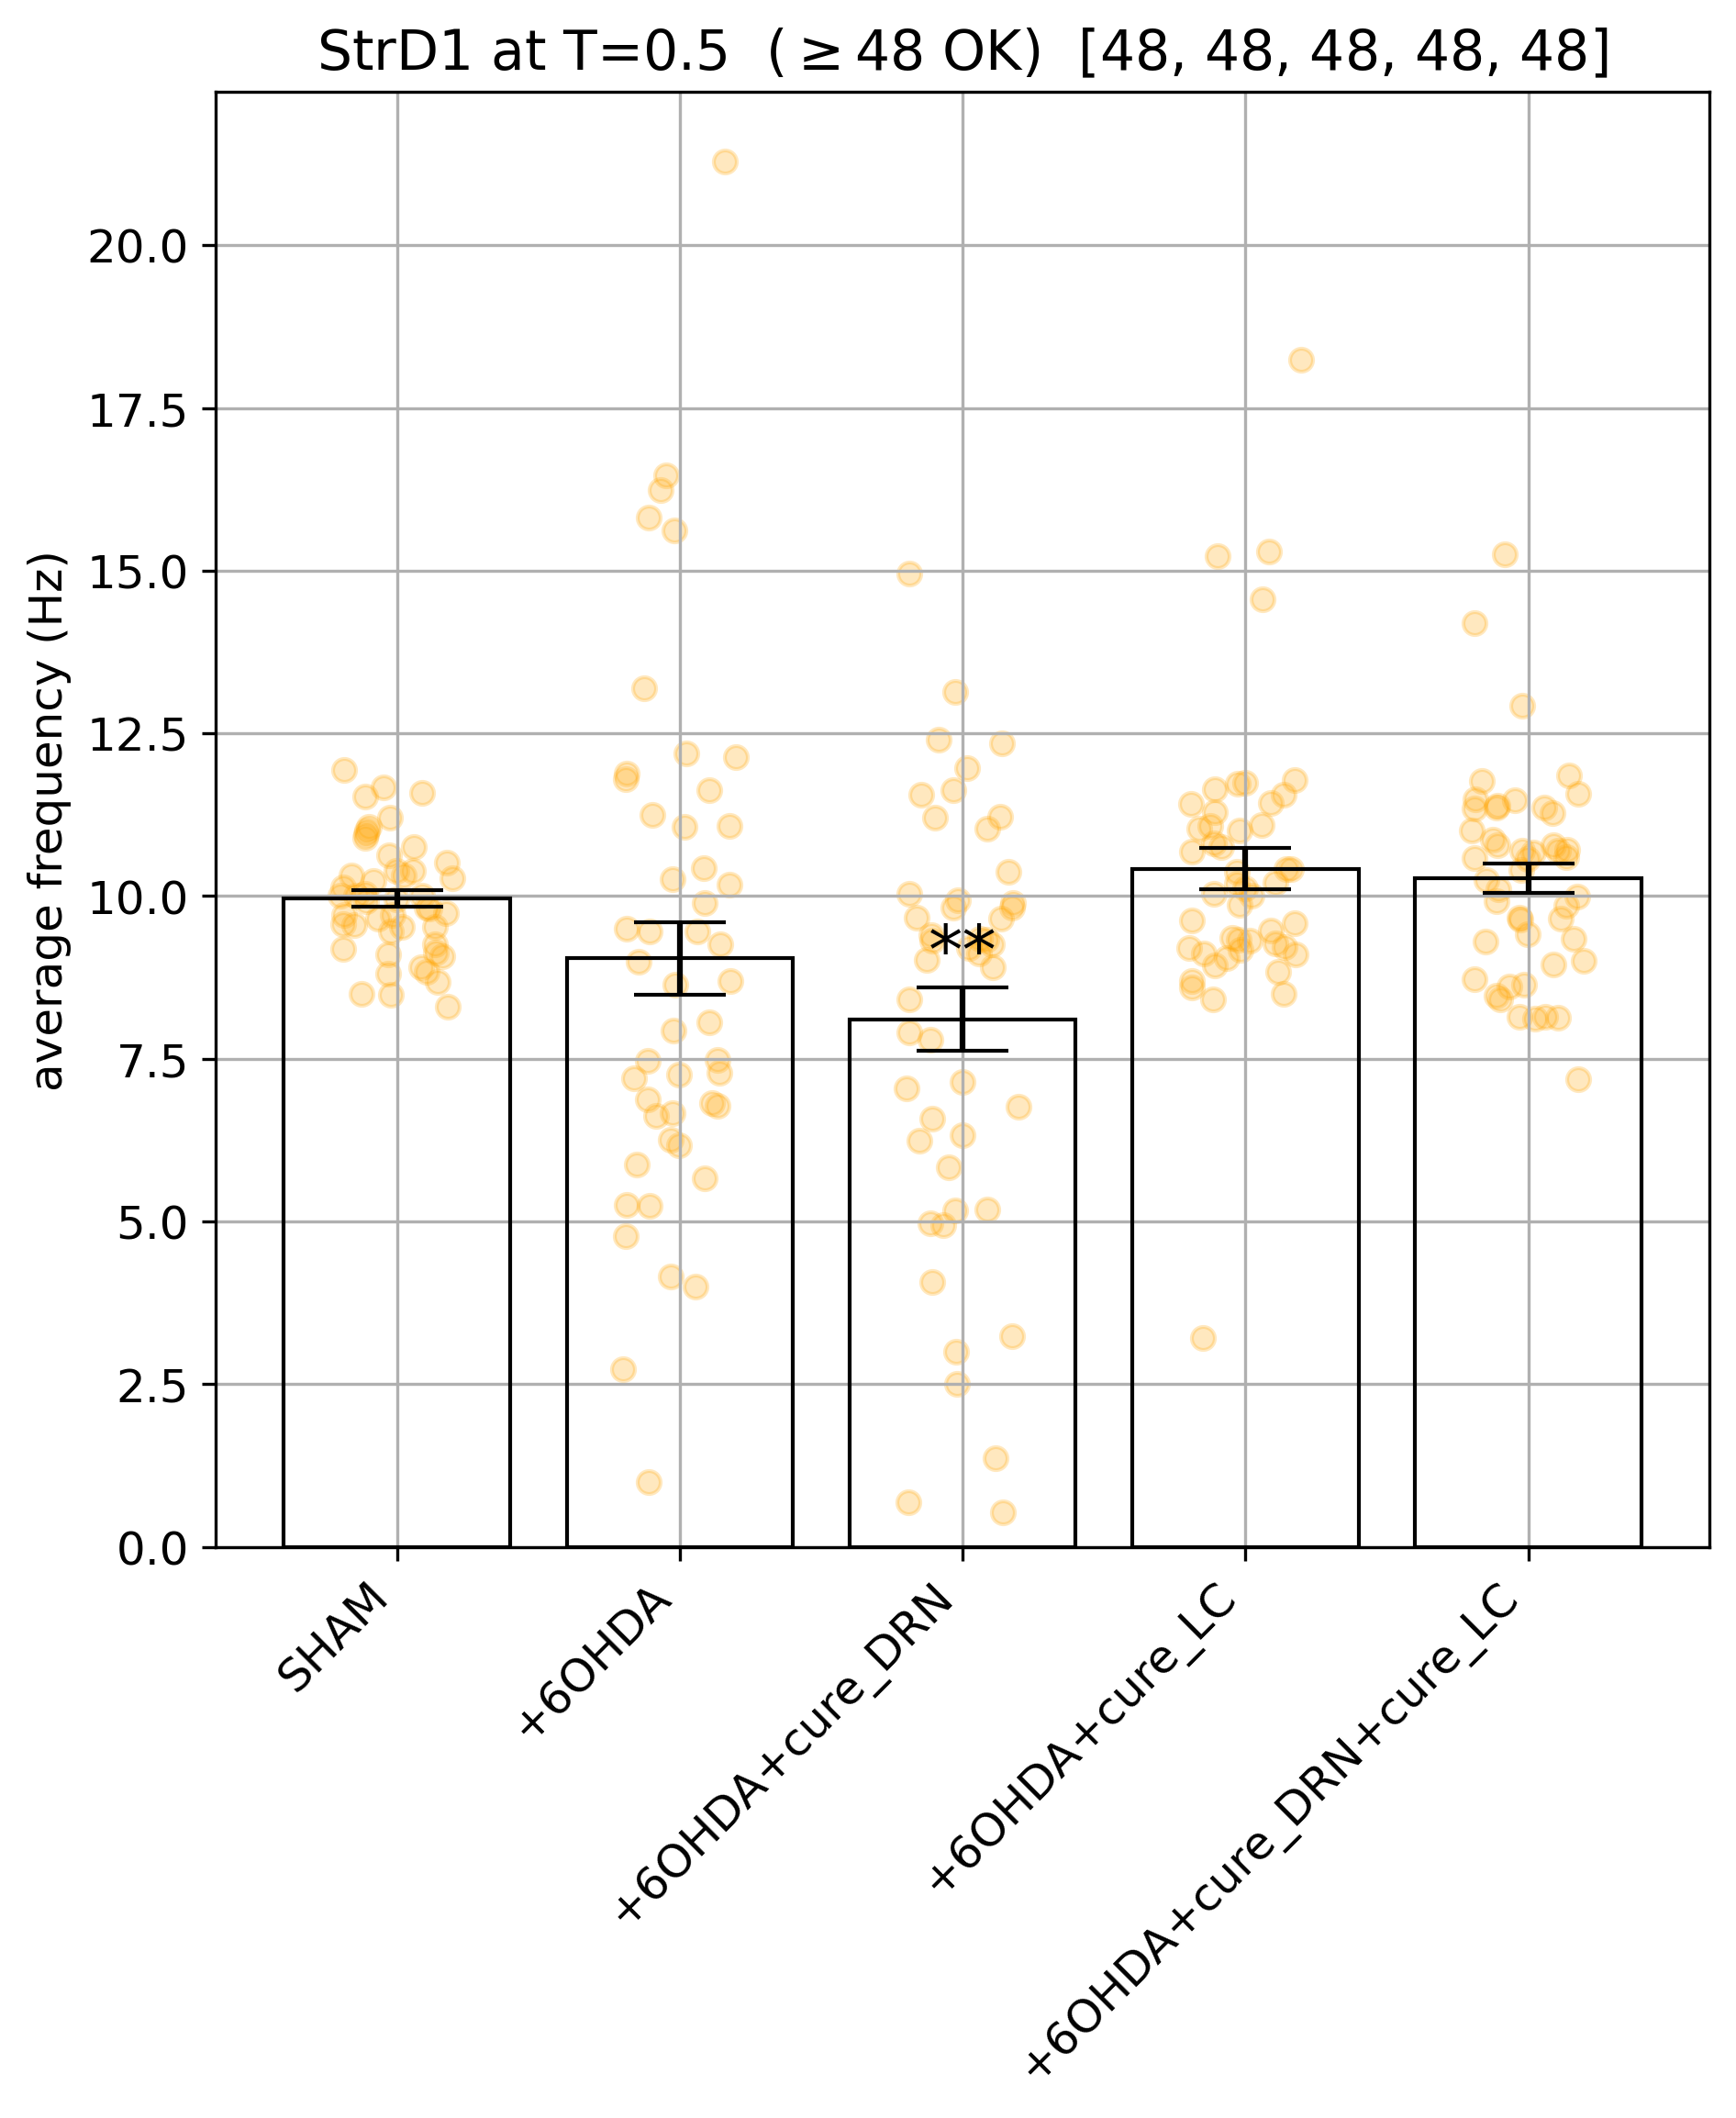 StrD1 at T=0.5 (≥48 OK) [48, 48, 48, 48, 48]
average frequency (Hz)
20.0
17.5
15.0
12.5
10.0
7.5
5.0
2.5
0.0
**
SHAM
+6OHDA
+6OHDA+cure_DRN
+6OHDA+cure_LC
+6OHDA+cure_DRN+cure_LC